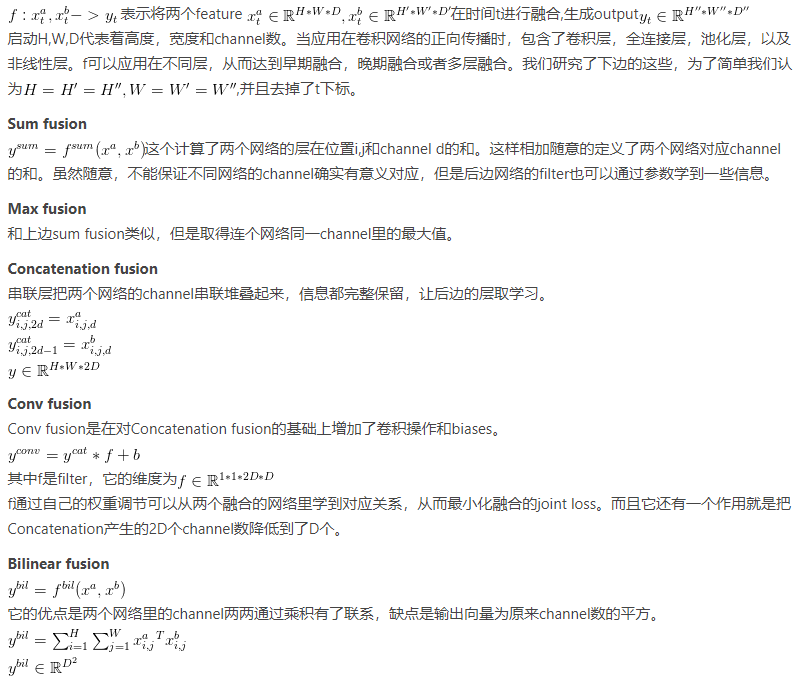 f : x_t^a, x_t^b -> y_t 表示将两个feature x_t^a ∈ ℝ^{H*W*D}, x_t^b ∈ ℝ^{H'*W'*D'}在时间t进行融合,生成outputy_t ∈ ℝ^{H''*W''*D''}
启动H,W,D代表着高度，宽度和channel数。当应用在卷积网络的正向传播时，包含了卷积层，全连接层，池化层，以及
非线性层。f可以应用在不同层，从而达到早期融合，晚期融合或者多层融合。我们研究了下边的这些，为了简单我们认
为H = H' = H'', W = W' = W'',并且去掉了t下标。
Sum fusion
y^{sum} = f^{sum}(x^a, x^b)这个计算了两个网络的层在位置i,j和channel d的和。这样相加随意的定义了两个网络对应channel
的和。虽然随意，不能保证不同网络的channel确实有意义对应，但是后边网络的filter也可以通过参数学到一些信息。
Max fusion
和上边sum fusion类似，但是取得连个网络同一channel里的最大值。
Concatenation fusion
串联层把两个网络的channel串联堆叠起来，信息都完整保留，让后边的层取学习。
y_{i,j,2d}^{cat} = x_{i,j,d}^a
y_{i,j,2d-1}^{cat} = x_{i,j,d}^b
y ∈ ℝ^{H*W*2D}
Conv fusion
Conv fusion是在对Concatenation fusion的基础上增加了卷积操作和biases。
y^{conv} = y^{cat} * f + b
其中f是filter，它的维度为f ∈ ℝ^{1*1*2D*D}
f通过自己的权重调节可以从两个融合的网络里学到对应关系，从而最小化融合的joint loss。而且它还有一个作用就是把
Concatenation产生的2D个channel数降低到了D个。
Bilinear fusion
y^{bil} = f^{bil}(x^a, x^b)
它的优点是两个网络里的channel两两通过乘积有了联系，缺点是输出向量为原来channel数的平方。
y^{bil} = ∑_{i=1}^H ∑_{j=1}^W x_{i,j}^a{}^T x_{i,j}^b
y^{bil} ∈ ℝ^{D^2}